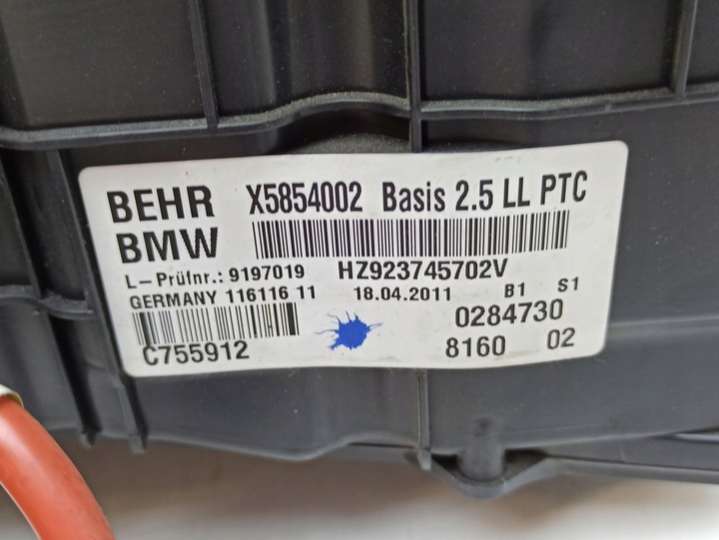 BEHR X5854002 Basis 2.5 LL PTC
BMW
L-Prüfnr.: 9197019 HZ923745702V
GERMANY 116116 11 18.04.2011 B1 S1
0284730
C755912 8160 02